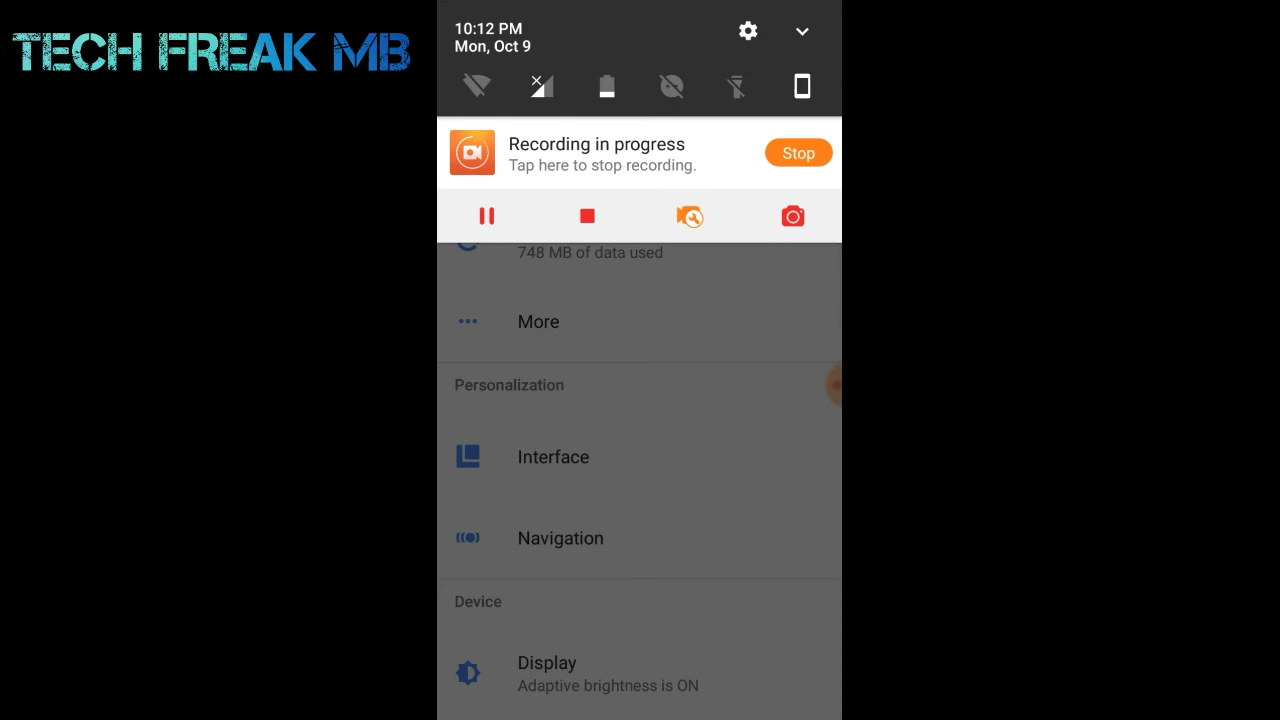 TECH FREAK MB
10:12 PM
Mon, Oct 9
Recording in progress
Tap here to stop recording.
Stop
748 MB of data used
More
Personalization
Interface
Navigation
Device
Display
Adaptive brightness is ON